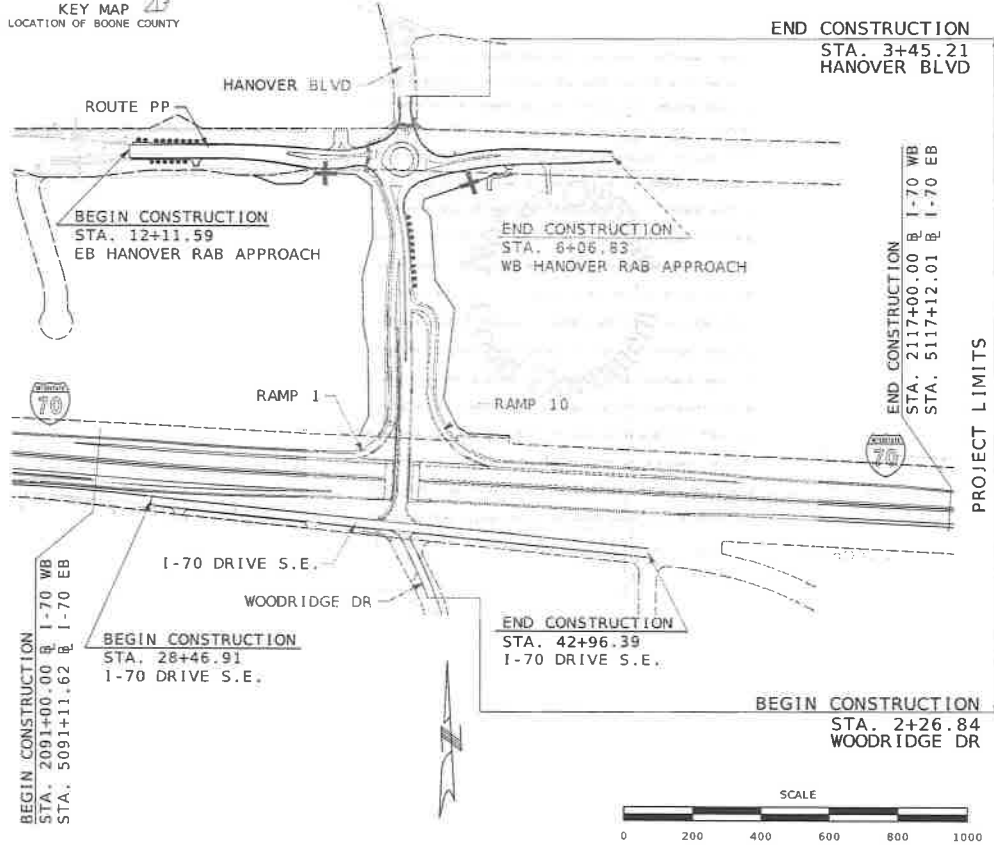 KEY MAP
LOCATION OF BOONE COUNTY
END CONSTRUCTION
STA. 3+45.21
HANOVER BLVD
HANOVER BLVD
ROUTE PP
BEGIN CONSTRUCTION
STA. 12+11.59
EB HANOVER RAB APPROACH
END CONSTRUCTION
STA. 6+06.83
WB HANOVER RAB APPROACH
END CONSTRUCTION
STA. 2117+00.00 ⅊ I-70 WB
STA. 5117+12.01 ⅊ I-70 EB
PROJECT LIMITS
INTERSTATE
70
RAMP 1
RAMP 10
INTERSTATE
70
I-70 DRIVE S.E.
WOODRIDGE DR
BEGIN CONSTRUCTION
STA. 2091+00.00 ⅊ I-70 WB
STA. 5091+11.62 ⅊ I-70 EB
BEGIN CONSTRUCTION
STA. 28+46.91
I-70 DRIVE S.E.
END CONSTRUCTION
STA. 42+96.39
I-70 DRIVE S.E.
BEGIN CONSTRUCTION
STA. 2+26.84
WOODRIDGE DR
N
SCALE
0 200 400 600 800 1000